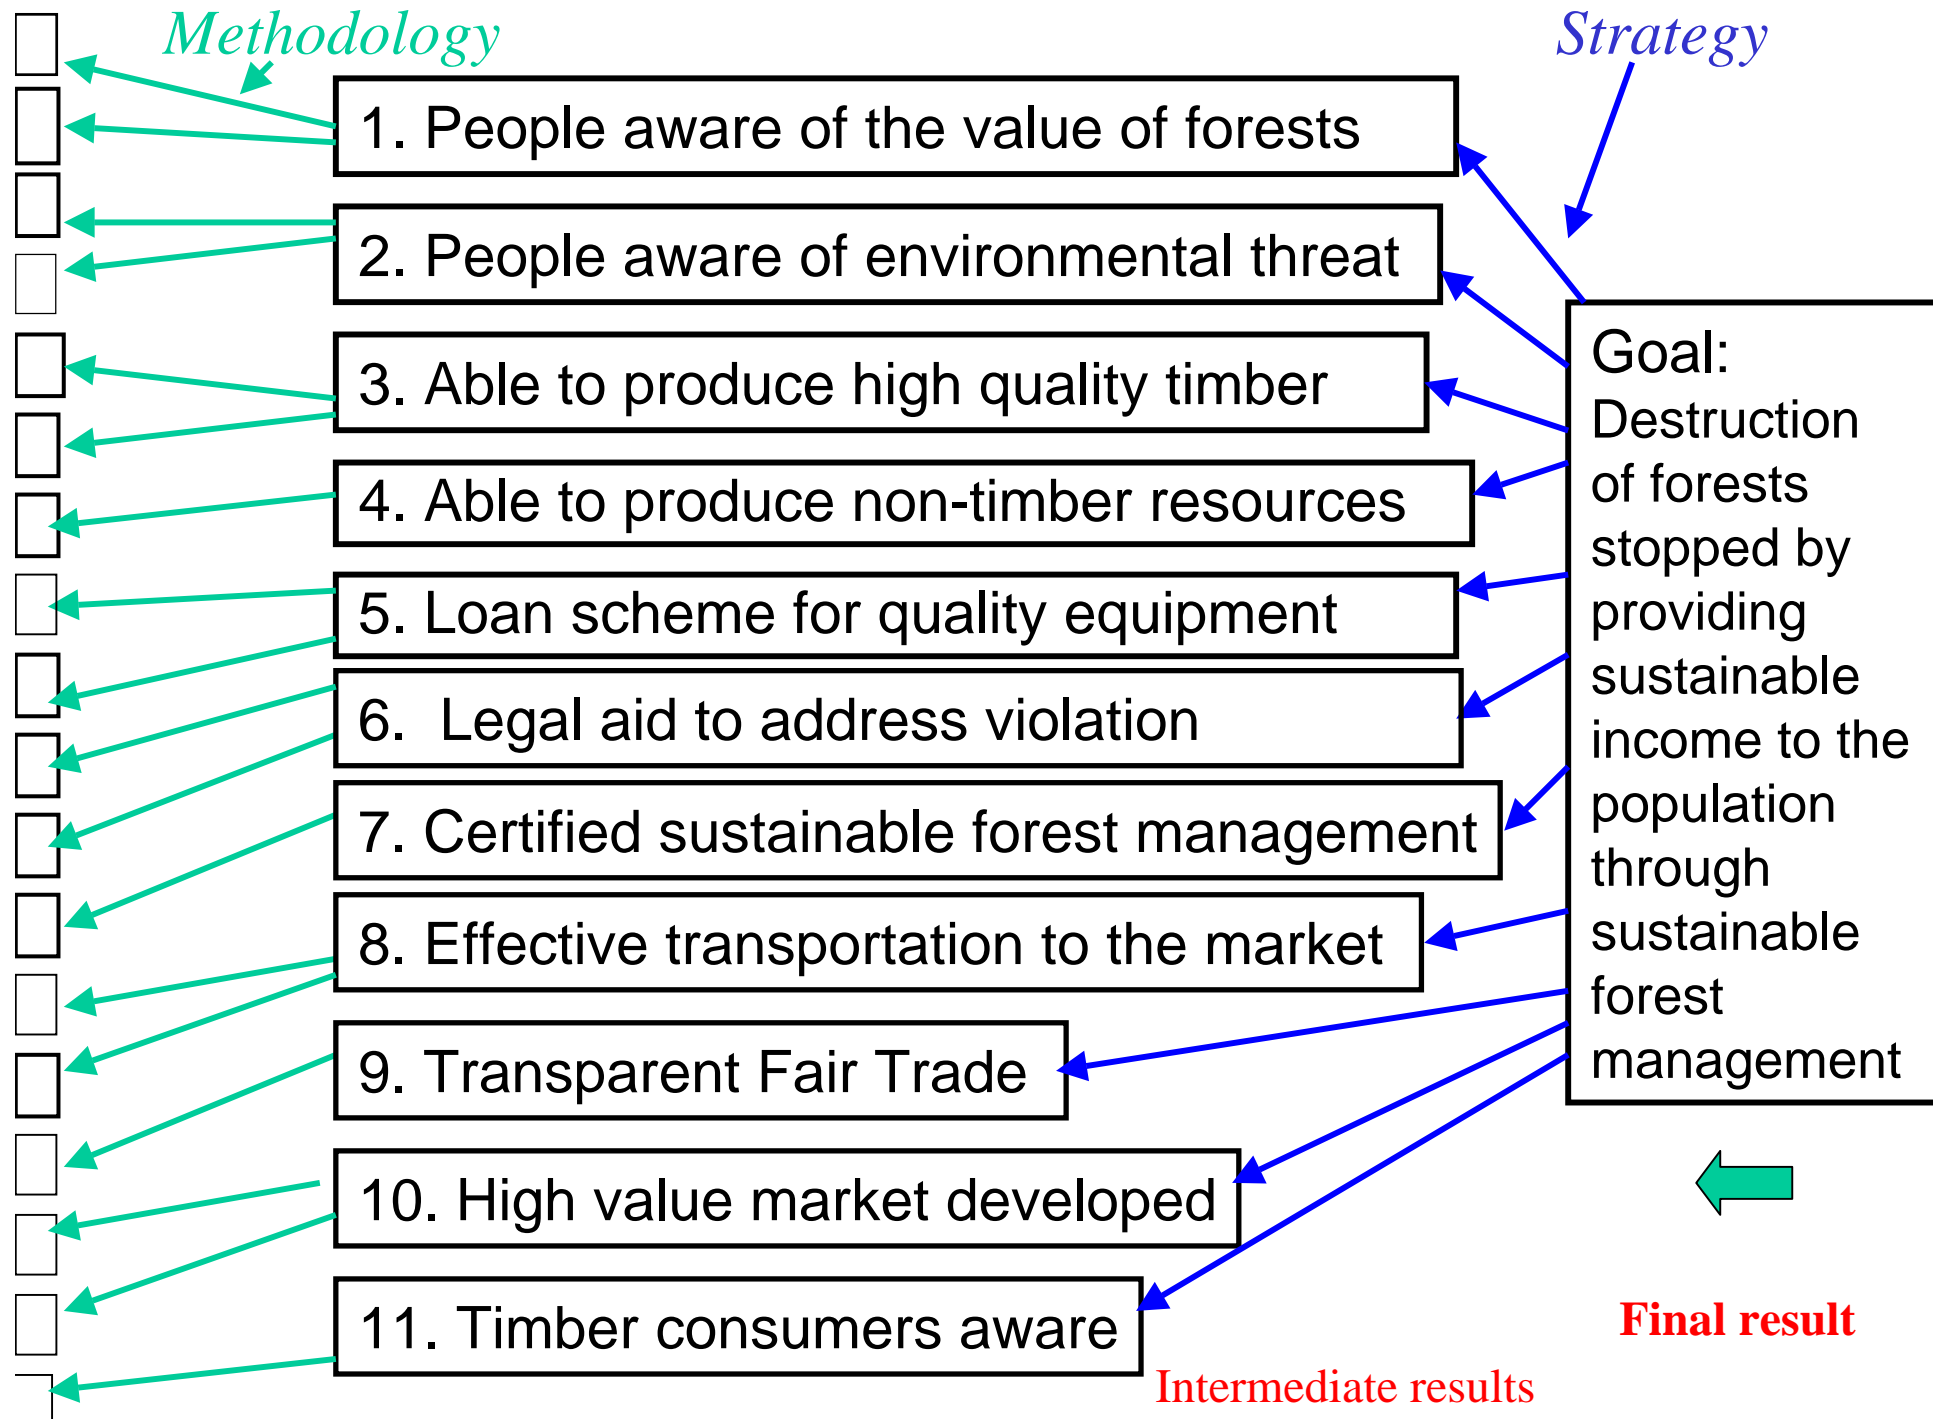 Methodology
Strategy
1. People aware of the value of forests
2. People aware of environmental threat
3. Able to produce high quality timber
4. Able to produce non-timber resources
5. Loan scheme for quality equipment
6.  Legal aid to address violation
7. Certified sustainable forest management
8. Effective transportation to the market
9. Transparent Fair Trade
10. High value market developed
11. Timber consumers aware
Goal:
Destruction
of forests
stopped by
providing
sustainable
income to the
population
through
sustainable
forest
management
Final result
Intermediate results